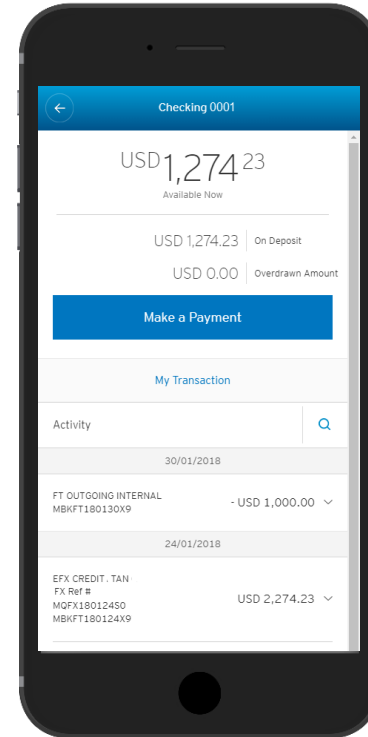 Checking 0001
USD 1,274 23
Available Now
USD 1,274.23 On Deposit
USD 0.00 Overdrawn Amount
Make a Payment
My Transaction
Activity
30/01/2018
FT OUTGOING INTERNAL
MBKFT180130X9
- USD 1,000.00
24/01/2018
EFX CREDIT . TAN
FX Ref #
MQFX180124S0
MBKFT180124X9
USD 2,274.23